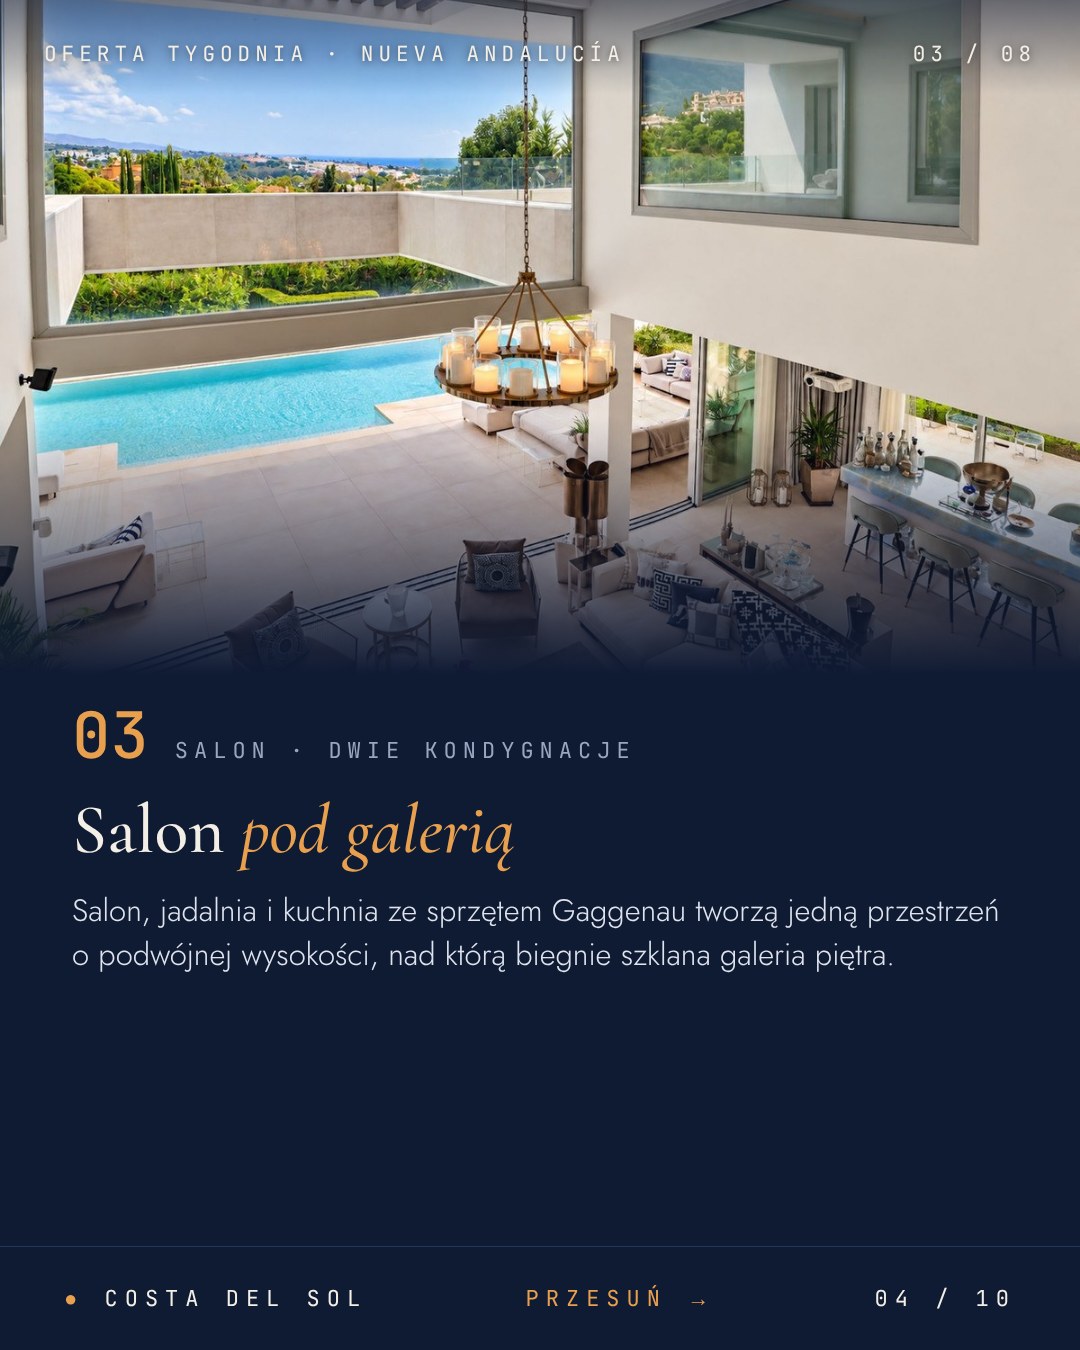 OFERTA TYGODNIA · NUEVA ANDALUCÍA 03 / 08
03 SALON · DWIE KONDYGNACJE
Salon pod galerią
Salon, jadalnia i kuchnia ze sprzętem Gaggenau tworzą jedną przestrzeń
o podwójnej wysokości, nad którą biegnie szklana galeria piętra.
• COSTA DEL SOL PRZESUŃ → 04 / 10